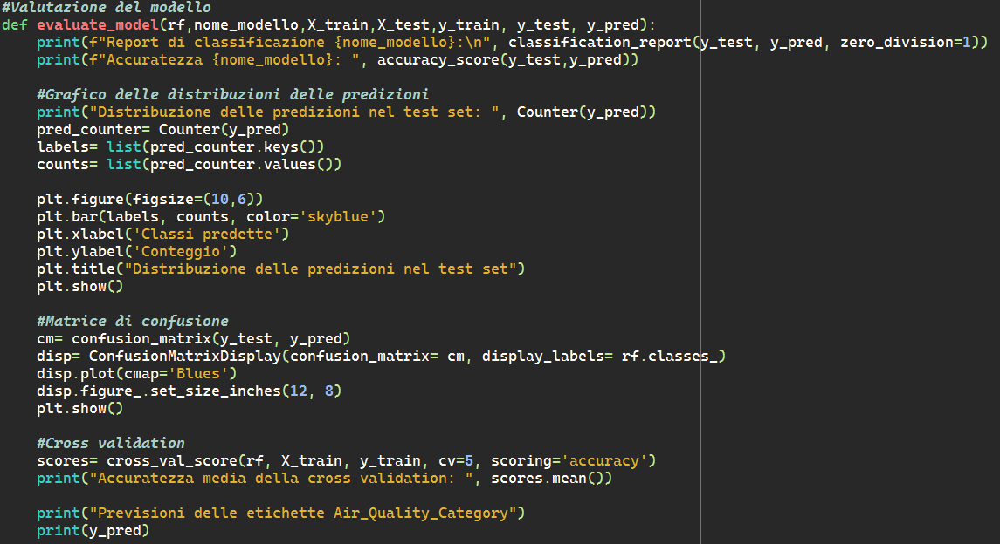 #Valutazione del modello
def evaluate_model(rf,nome_modello,X_train,X_test,y_train, y_test, y_pred):
    print(f"Report di classificazione {nome_modello}:\n", classification_report(y_test, y_pred, zero_division=1))
    print(f"Accuratezza {nome_modello}: ", accuracy_score(y_test,y_pred))

    #Grafico delle distribuzioni delle predizioni
    print("Distribuzione delle predizioni nel test set: ", Counter(y_pred))
    pred_counter= Counter(y_pred)
    labels= list(pred_counter.keys())
    counts= list(pred_counter.values())

    plt.figure(figsize=(10,6))
    plt.bar(labels, counts, color='skyblue')
    plt.xlabel('Classi predette')
    plt.ylabel('Conteggio')
    plt.title("Distribuzione delle predizioni nel test set")
    plt.show()

    #Matrice di confusione
    cm= confusion_matrix(y_test, y_pred)
    disp= ConfusionMatrixDisplay(confusion_matrix= cm, display_labels= rf.classes_)
    disp.plot(cmap='Blues')
    disp.figure_.set_size_inches(12, 8)
    plt.show()

    #Cross validation
    scores= cross_val_score(rf, X_train, y_train, cv=5, scoring='accuracy')
    print("Accuratezza media della cross validation: ", scores.mean())

    print("Previsioni delle etichette Air_Quality_Category")
    print(y_pred)